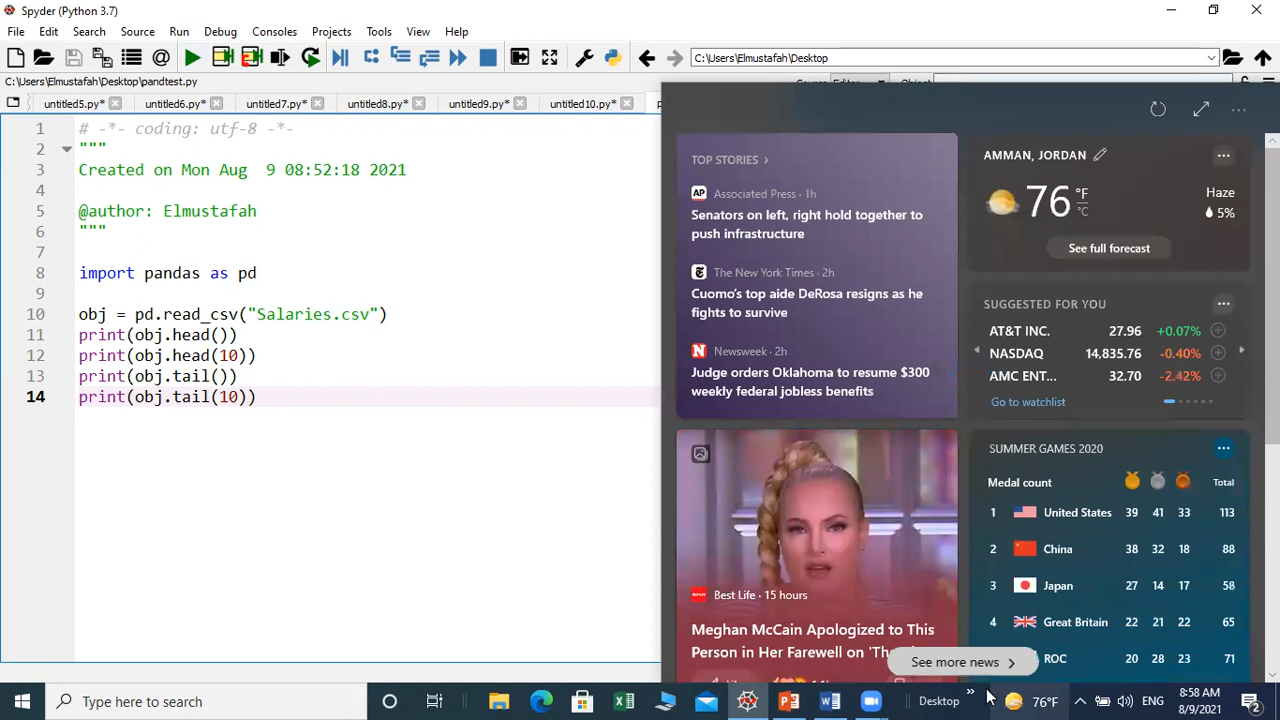 Spyder (Python 3.7)
File Edit Search Source Run Debug Consoles Projects Tools View Help
C:\Users\Elmustafah\Desktop
C:\Users\Elmustafah\Desktop\pandtest.py
untitled5.py* untitled6.py* untitled7.py* untitled8.py* untitled9.py* untitled10.py*
1 # -*- coding: utf-8 -*-
2 """
3 Created on Mon Aug  9 08:52:18 2021
4
5 @author: Elmustafah
6 """
7
8 import pandas as pd
9
10 obj = pd.read_csv("Salaries.csv")
11 print(obj.head())
12 print(obj.head(10))
13 print(obj.tail())
14 print(obj.tail(10))
TOP STORIES >
AP Associated Press · 1h
Senators on left, right hold together to
push infrastructure
The New York Times · 2h
Cuomo's top aide DeRosa resigns as he
fights to survive
N Newsweek · 2h
Judge orders Oklahoma to resume $300
weekly federal jobless benefits
Best Life · 15 hours
Meghan McCain Apologized to This
Person in Her Farewell on
AMMAN, JORDAN
76 °F °C
Haze
5%
See full forecast
SUGGESTED FOR YOU
AT&T INC. 27.96 +0.07%
NASDAQ 14,835.76 -0.40%
AMC ENT... 32.70 -2.42%
Go to watchlist
SUMMER GAMES 2020
Medal count Total
1 United States 39 41 33 113
2 China 38 32 18 88
3 Japan 27 14 17 58
4 Great Britain 22 21 22 65
ROC 20 28 23 71
See more news >
Type here to search
Desktop » 76°F ENG
8:58 AM
8/9/2021
2